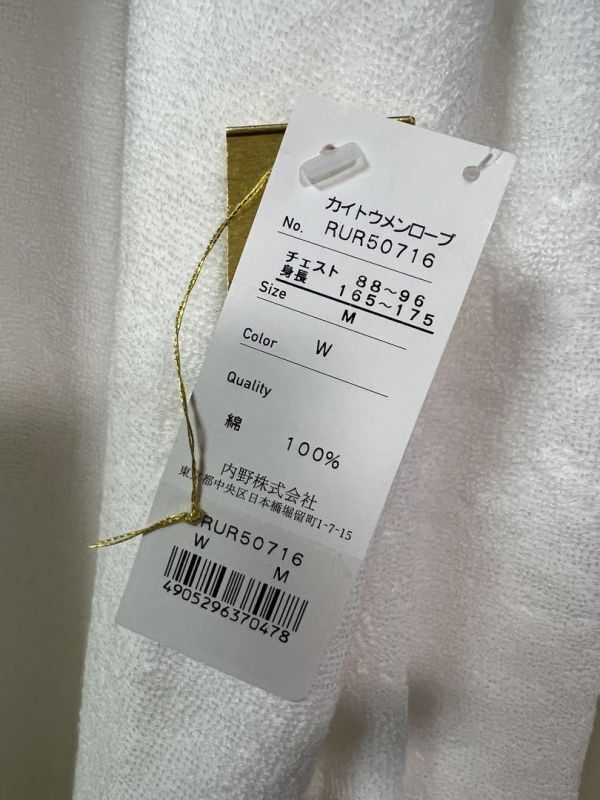 カイトウメンローブ
No. RUR50716
チェスト 88~96
身長 165~175
Size M
Color W
Quality
綿 100%
内野株式会社
東京都中央区日本橋堀留町1-7-15
RUR50716
W M
4905296370478